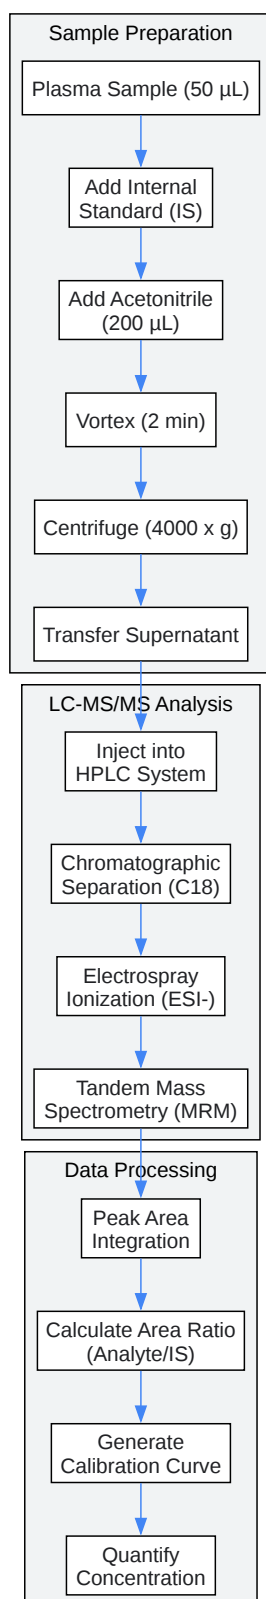 Sample Preparation
Plasma Sample (50 µL)
Add Internal
Standard (IS)
Add Acetonitrile
(200 µL)
Vortex (2 min)
Centrifuge (4000 x g)
Transfer Supernatant
LC-MS/MS Analysis
Inject into
HPLC System
Chromatographic
Separation (C18)
Electrospray
Ionization (ESI-)
Tandem Mass
Spectrometry (MRM)
Data Processing
Peak Area
Integration
Calculate Area Ratio
(Analyte/IS)
Generate
Calibration Curve
Quantify
Concentration